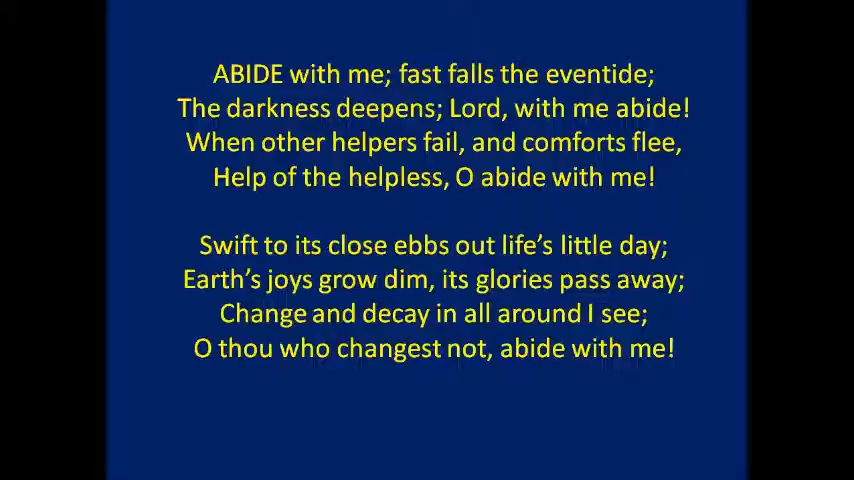 ABIDE with me; fast falls the eventide;
The darkness deepens; Lord, with me abide!
When other helpers fail, and comforts flee,
Help of the helpless, O abide with me!
Swift to its close ebbs out life’s little day;
Earth’s joys grow dim, its glories pass away;
Change and decay in all around I see;
O thou who changest not, abide with me!